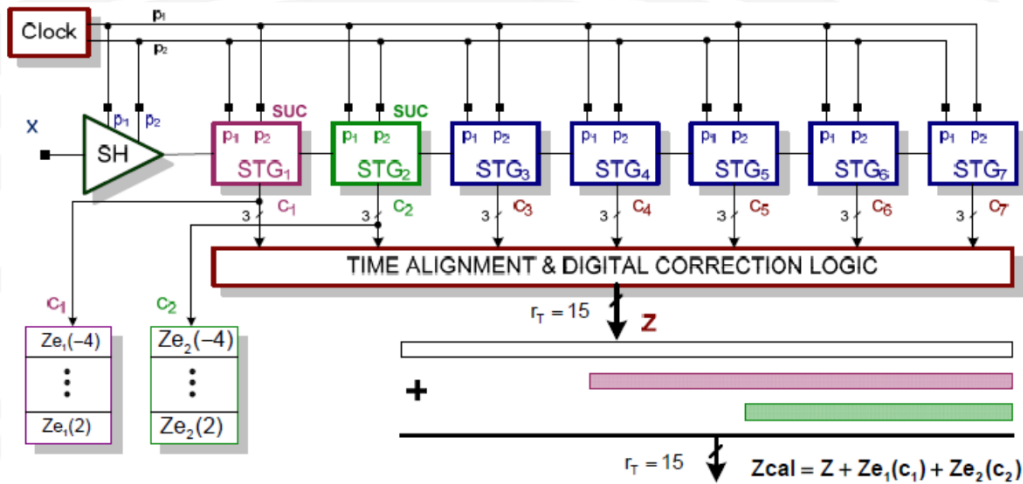 Clock
p₁
p₂
X
SH
p₁ p₂
SUC
p₁ p₂
STG₁
SUC
p₁ p₂
STG₂
p₁ p₂
STG₃
p₁ p₂
STG₄
p₁ p₂
STG₅
p₁ p₂
STG₆
p₁ p₂
STG₇
3 C₁
3 C₂
3 C₃
3 C₄
3 C₅
3 C₆
3 C₇
TIME ALIGNMENT & DIGITAL CORRECTION LOGIC
C₁
C₂
Ze₁(−4)
⋮
Ze₁(2)
Ze₂(−4)
⋮
Ze₂(2)
r_T = 15
Z
+
r_T = 15
Zcal = Z + Ze₁(c₁) + Ze₂(c₂)